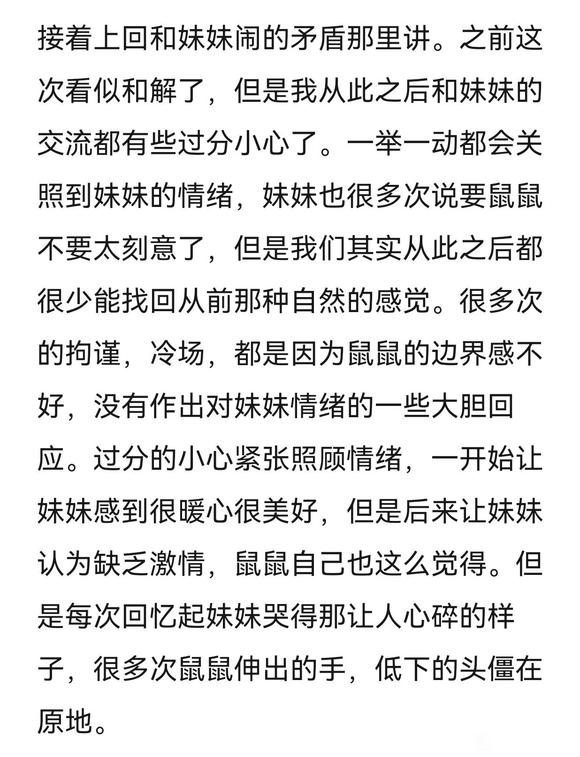 接着上回和妹妹闹的矛盾那里讲。之前这
次看似和解了，但是我从此之后和妹妹的
交流都有些过分小心了。一举一动都会关
照到妹妹的情绪，妹妹也很多次说要鼠鼠
不要太刻意了，但是我们其实从此之后都
很少能找回从前那种自然的感觉。很多次
的拘谨，冷场，都是因为鼠鼠的边界感不
好，没有作出对妹妹情绪的一些大胆回
应。过分的小心紧张照顾情绪，一开始让
妹妹感到很暖心很美好，但是后来让妹妹
认为缺乏激情，鼠鼠自己也这么觉得。但
是每次回忆起妹妹哭得那让人心碎的样
子，很多次鼠鼠伸出的手，低下的头僵在
原地。